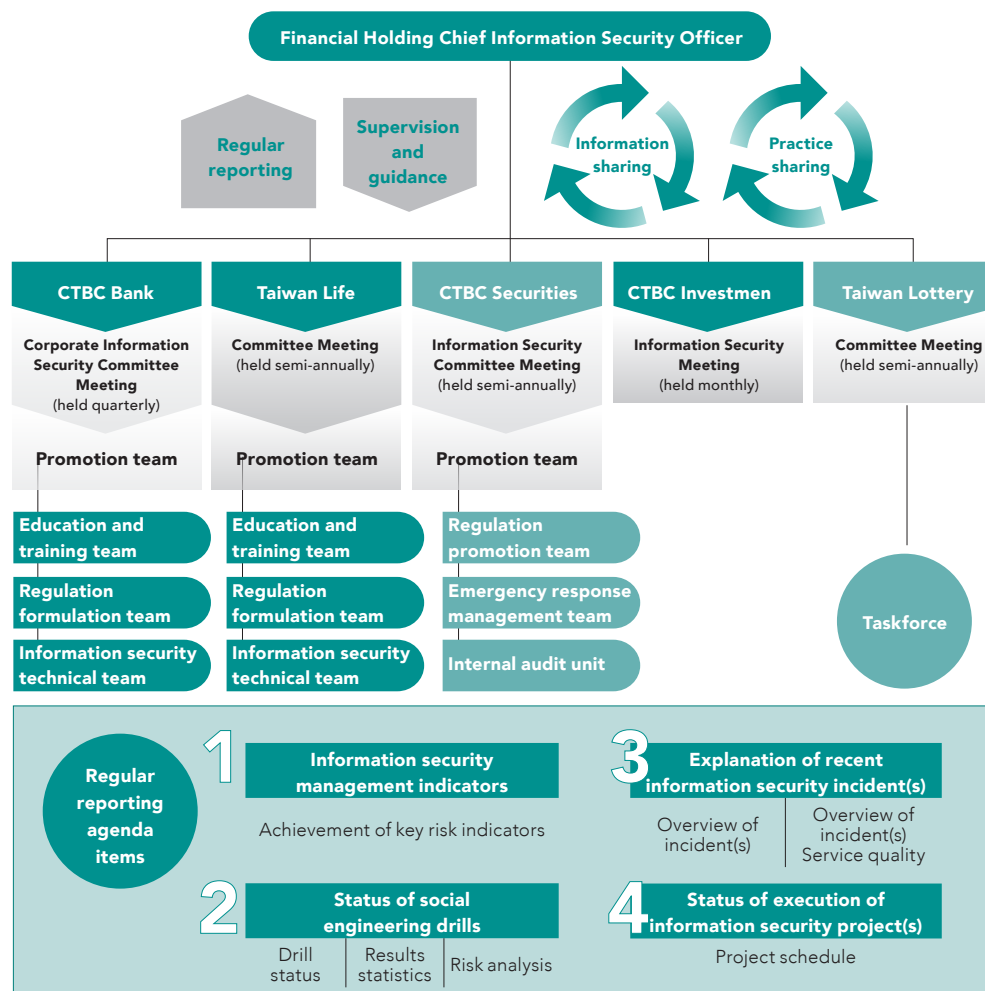 Financial Holding Chief Information Security Officer
Regular
reporting
Supervision
and
guidance
Information
sharing
Practice
sharing
CTBC Bank
Corporate Information
Security Committee
Meeting
(held quarterly)
Promotion team
Education and
training team
Regulation
formulation team
Information security
technical team
Taiwan Life
Committee Meeting
(held semi-annually)
Promotion team
Education and
training team
Regulation
formulation team
Information security
technical team
CTBC Securities
Information Security
Committee Meeting
(held semi-annually)
Promotion team
Regulation
promotion team
Emergency response
management team
Internal audit unit
CTBC Investmen
Information Security
Meeting
(held monthly)
Taiwan Lottery
Committee Meeting
(held semi-annually)
Taskforce
Regular
reporting
agenda
items
1
Information security
management indicators
Achievement of key risk indicators
2
Status of social
engineering drills
Drill
status
Results
statistics
Risk analysis
3
Explanation of recent
information security incident(s)
Overview of
incident(s)
Overview of
incident(s)
Service quality
4
Status of execution of
information security project(s)
Project schedule